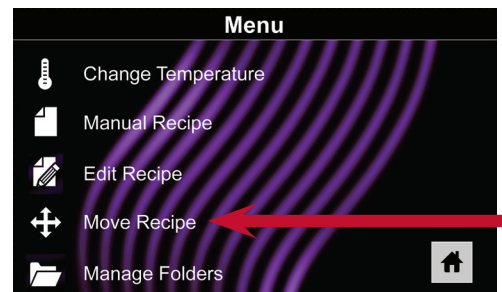 Menu
Change Temperature
Manual Recipe
Edit Recipe
Move Recipe
Manage Folders